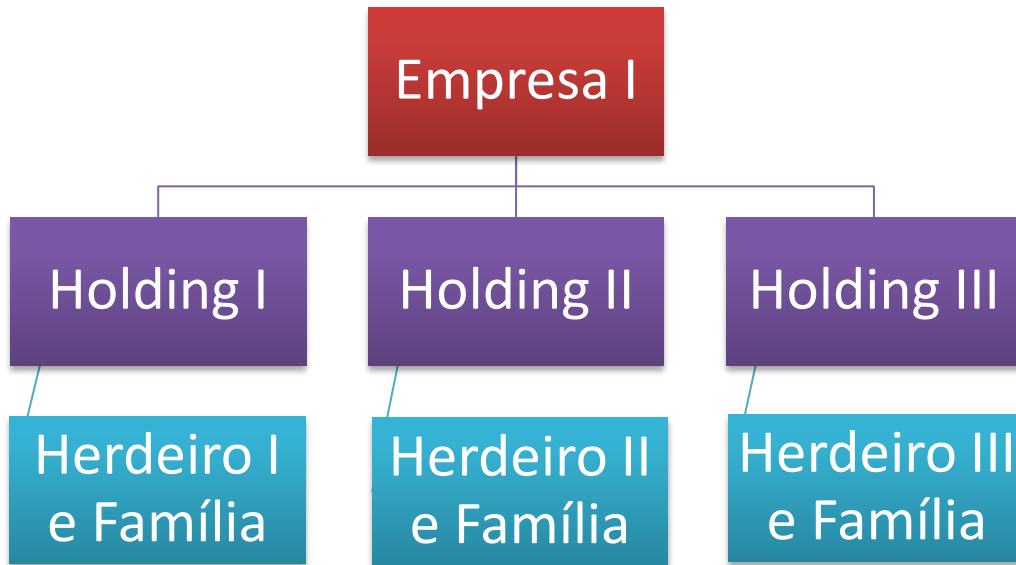 Empresa I
Holding I
Holding II
Holding III
Herdeiro I
e Família
Herdeiro II
e Família
Herdeiro III
e Família